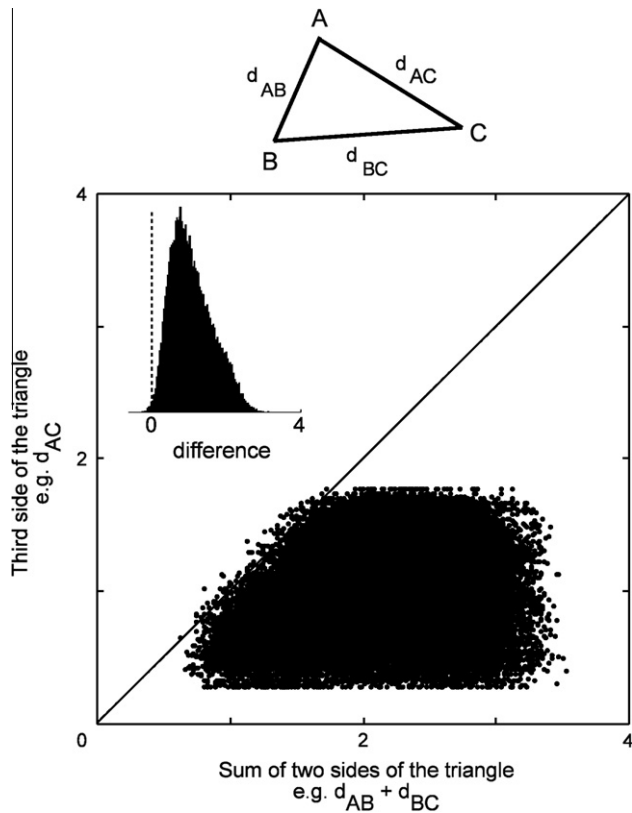 A
d AB
d AC
B
C
d BC
4
0
4
difference
2
0
2
4
Third side of the triangle
e.g. d AC
Sum of two sides of the triangle
e.g. d AB + d BC